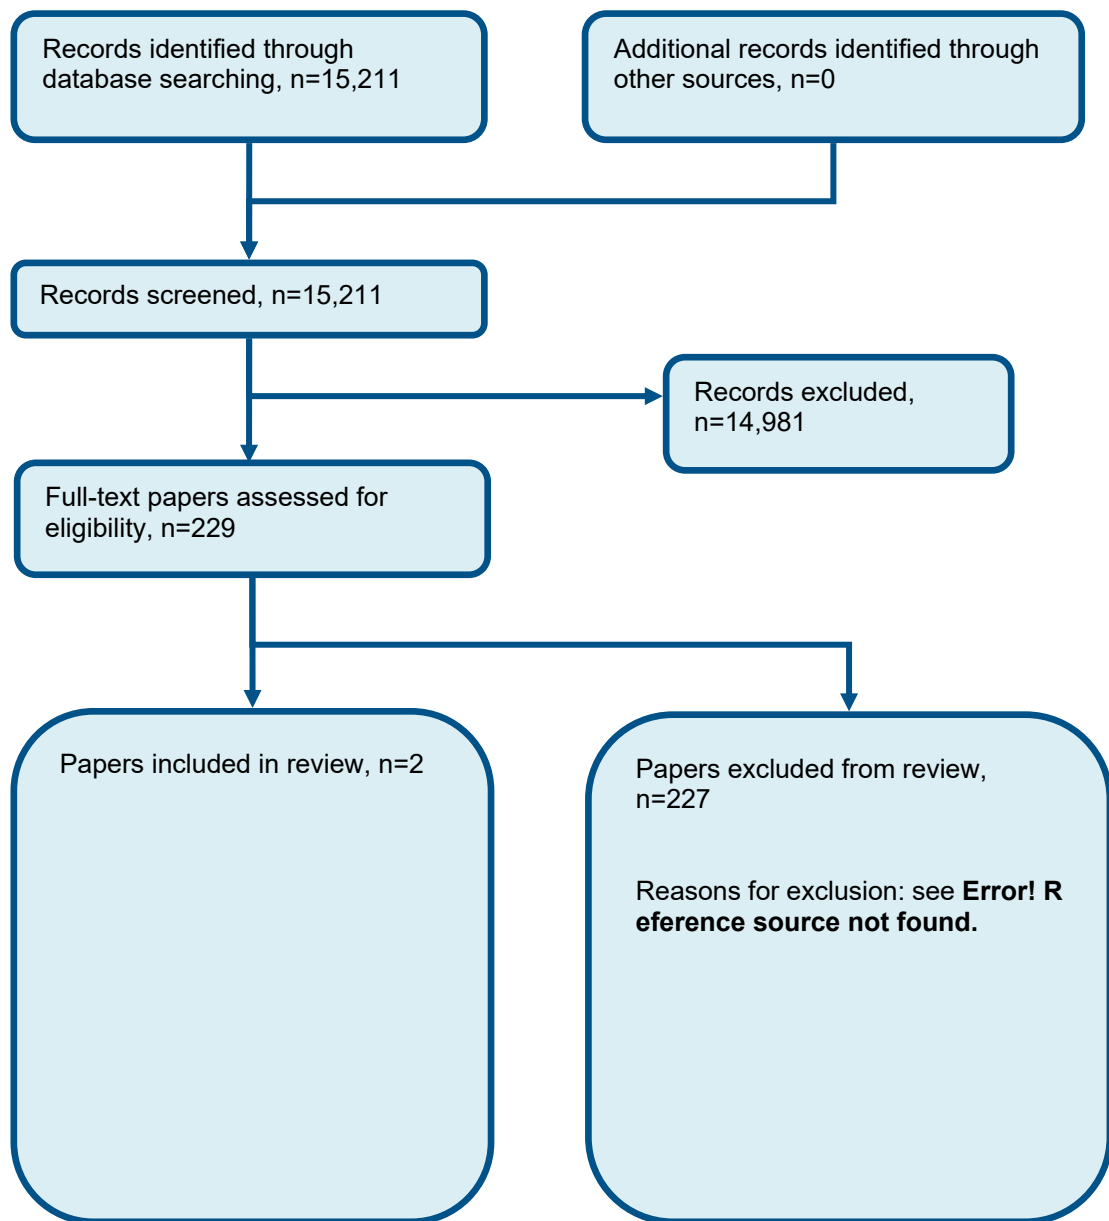 Records identified through
database searching, n=15,211
Additional records identified through
other sources, n=0
Records screened, n=15,211
Records excluded,
n=14,981
Full-text papers assessed for
eligibility, n=229
Papers included in review, n=2
Papers excluded from review,
n=227
Reasons for exclusion: see Error! R
eference source not found.